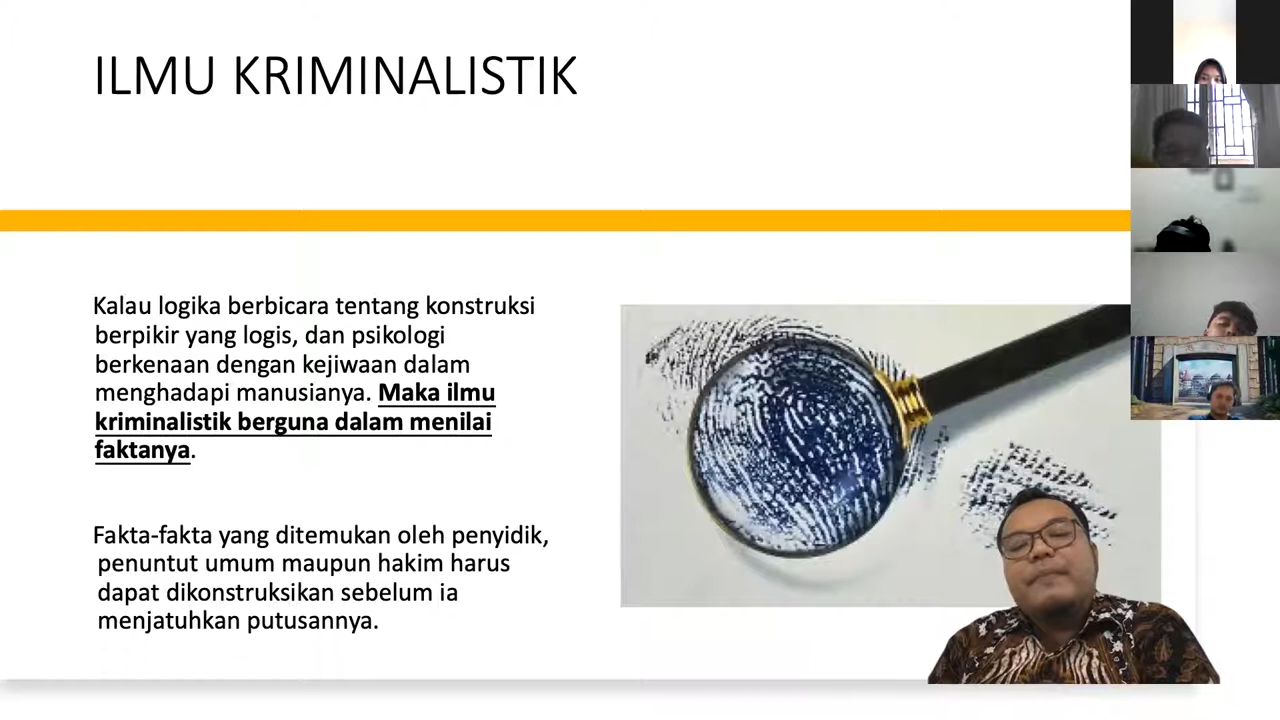 ILMU KRIMINALISTIK
Kalau logika berbicara tentang konstruksi
berpikir yang logis, dan psikologi
berkenaan dengan kejiwaan dalam
menghadapi manusianya. Maka ilmu
kriminalistik berguna dalam menilai
faktanya.
Fakta-fakta yang ditemukan oleh penyidik,
penuntut umum maupun hakim harus
dapat dikonstruksikan sebelum ia
menjatuhkan putusannya.